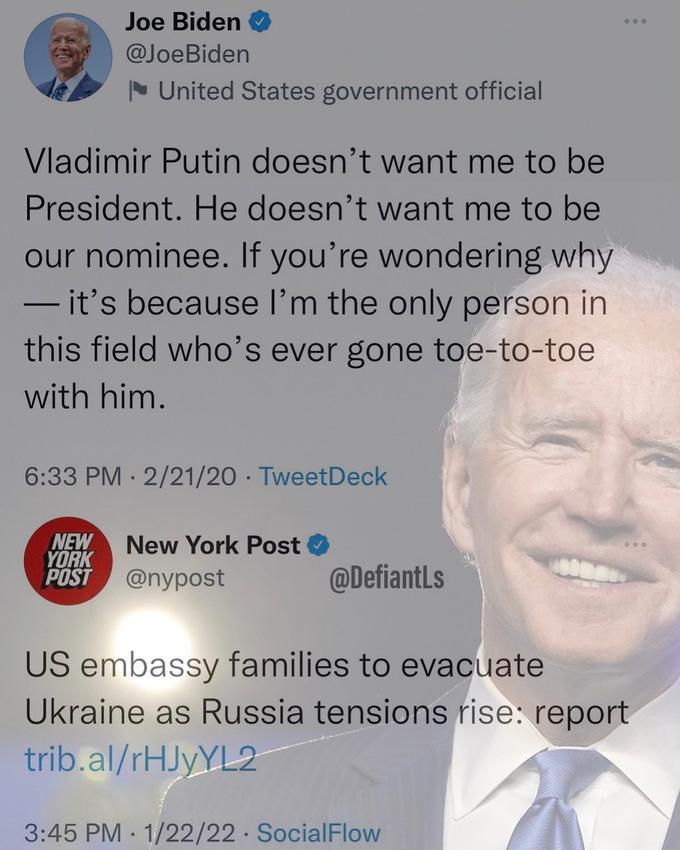 Joe Biden
@JoeBiden
United States government official
Vladimir Putin doesn’t want me to be
President. He doesn’t want me to be
our nominee. If you’re wondering why
— it’s because I’m the only person in
this field who’s ever gone toe-to-toe
with him.
6:33 PM · 2/21/20 · TweetDeck
NEW
YORK
POST
New York Post
@nypost
@DefiantLs
US embassy families to evacuate
Ukraine as Russia tensions rise: report
trib.al/rHJyYL2
3:45 PM · 1/22/22 · SocialFlow